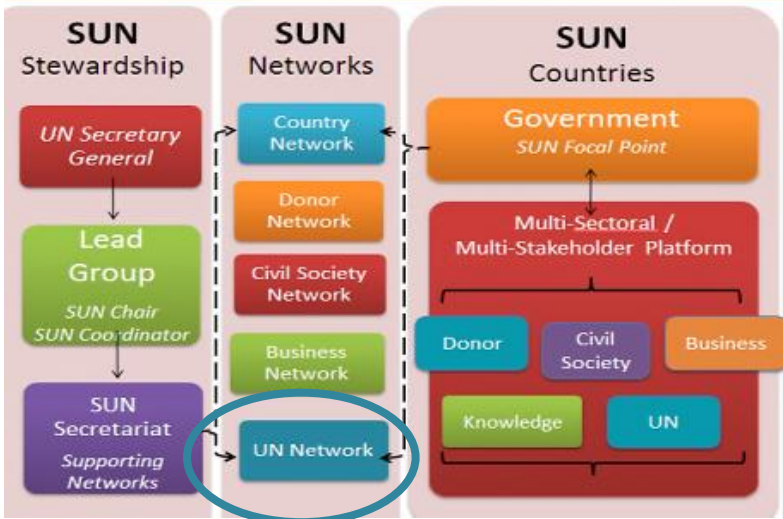 SUN
Stewardship
UN Secretary
General
Lead
Group
SUN Chair
SUN Coordinator
SUN
Secretariat
Supporting
Networks
SUN
Networks
Country
Network
Donor
Network
Civil Society
Network
Business
Network
UN Network
SUN
Countries
Government
SUN Focal Point
Multi-Sectoral /
Multi-Stakeholder Platform
Donor
Civil
Society
Business
Knowledge
UN